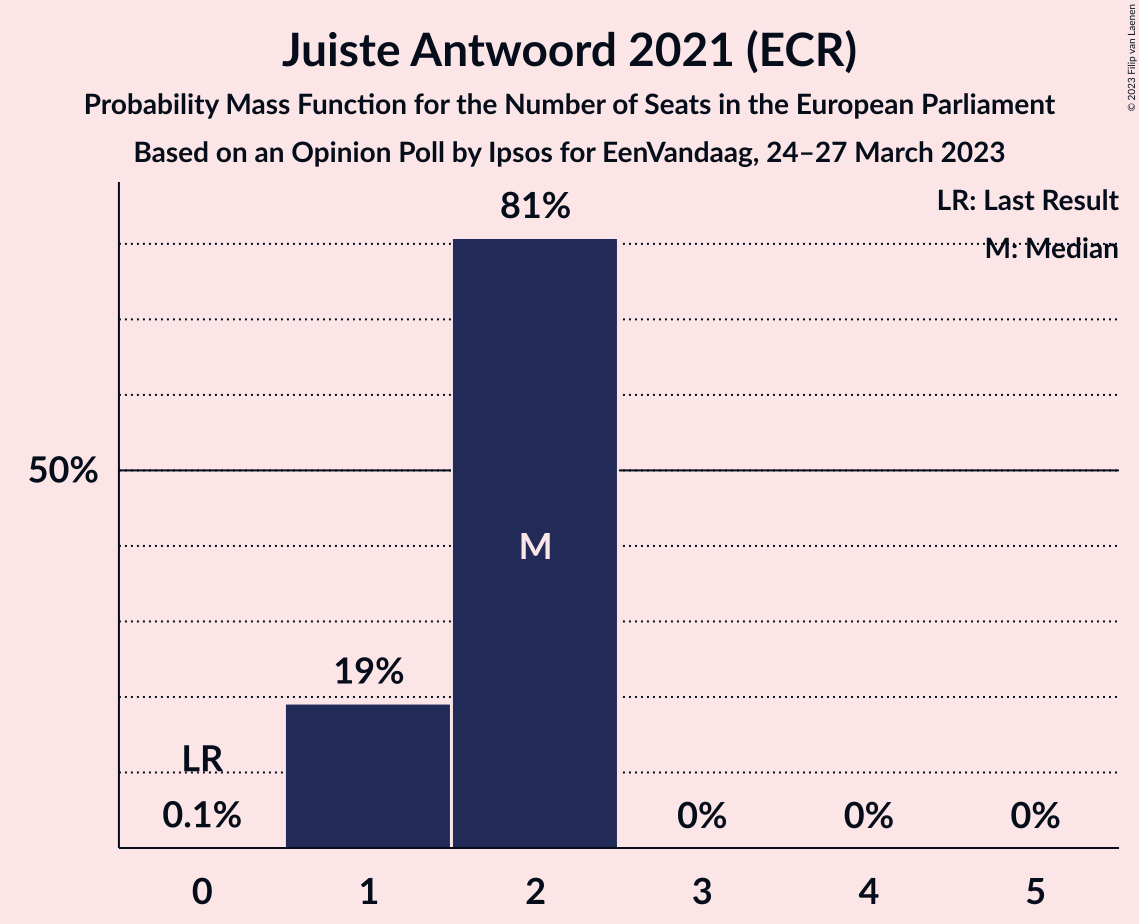 Juiste Antwoord 2021 (ECR)
Probability Mass Function for the Number of Seats in the European Parliament
Based on an Opinion Poll by Ipsos for EenVandaag, 24–27 March 2023
© 2023 Filip van Laenen
LR: Last Result
M: Median
81%
50%
M
19%
LR
0.1%
0%
0%
0%
0
1
2
3
4
5